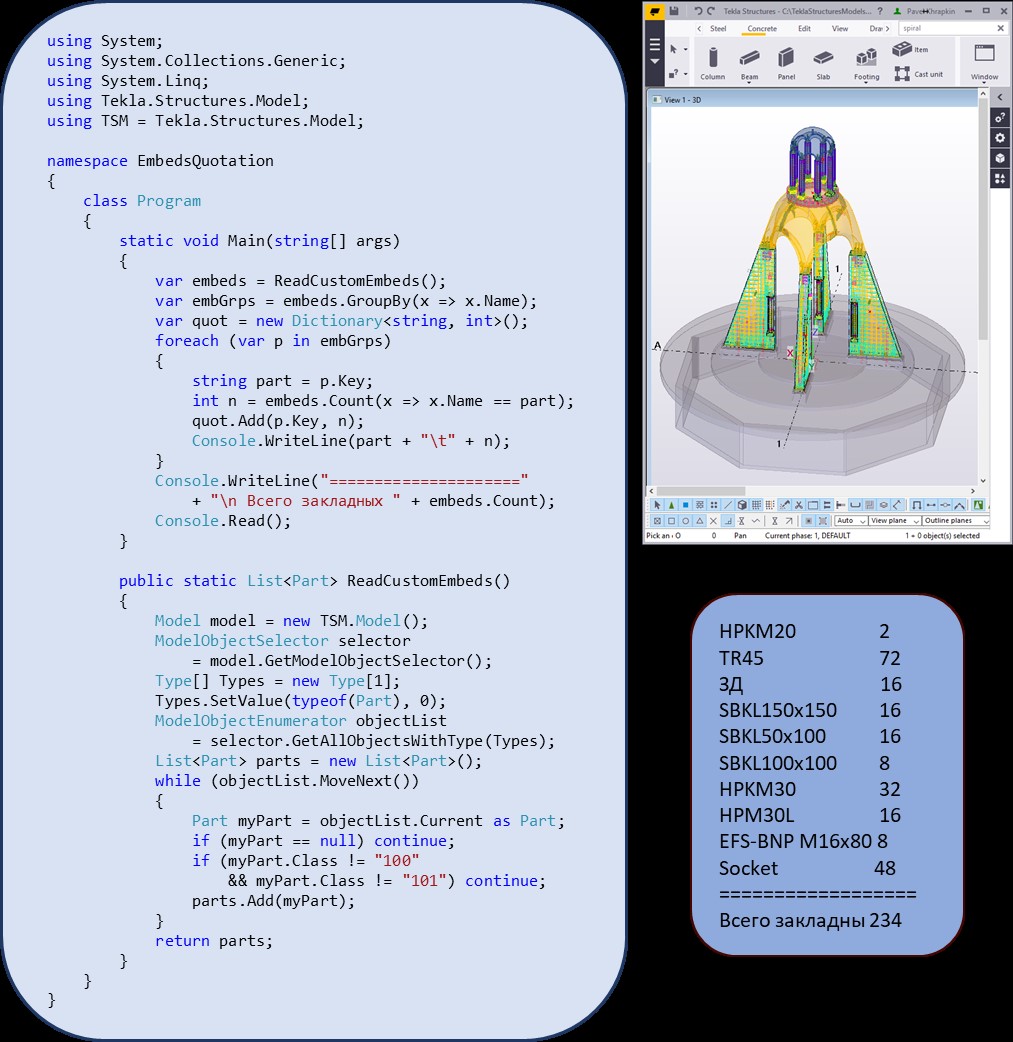 using System;
using System.Collections.Generic;
using System.Linq;
using Tekla.Structures.Model;
using TSM = Tekla.Structures.Model;
namespace EmbedsQuotation
{
class Program
{
static void Main(string[] args)
{
var embeds = ReadCustomEmbeds();
var embGrps = embeds.GroupBy(x => x.Name);
var quot = new Dictionary<string, int>();
foreach (var p in embGrps)
{
string part = p.Key;
int n = embeds.Count(x => x.Name == part);
quot.Add(p.Key, n);
Console.WriteLine(part + "\t" + n);
}
Console.WriteLine("====================="
+ "\n Всего закладных " + embeds.Count);
Console.Read();
}
public static List<Part> ReadCustomEmbeds()
{
Model model = new TSM.Model();
ModelObjectSelector selector
= model.GetModelObjectSelector();
Type[] Types = new Type[1];
Types.SetValue(typeof(Part), 0);
ModelObjectEnumerator objectList
= selector.GetAllObjectsWithType(Types);
List<Part> parts = new List<Part>();
while (objectList.MoveNext())
{
Part myPart = objectList.Current as Part;
if (myPart == null) continue;
if (myPart.Class != "100"
&& myPart.Class != "101") continue;
parts.Add(myPart);
}
return parts;
}
}
}
Tekla Structures - C:\TeklaStructuresModels... ?
Steel Concrete Edit View Dra spiral
Column Beam Panel Slab Footing Item Cast unit Window
View 1 - 3D
1
A
Z
X
1
Auto View plane Outline planes
0 Pan Current phase: 1, DEFAULT 1 + 0 object(s) selected
HPKM20 2
TR45 72
ЗД 16
SBKL150x150 16
SBKL50x100 16
SBKL100x100 8
HPKM30 32
HPM30L 16
EFS-BNP M16x80 8
Socket 48
==================
Всего закладны 234